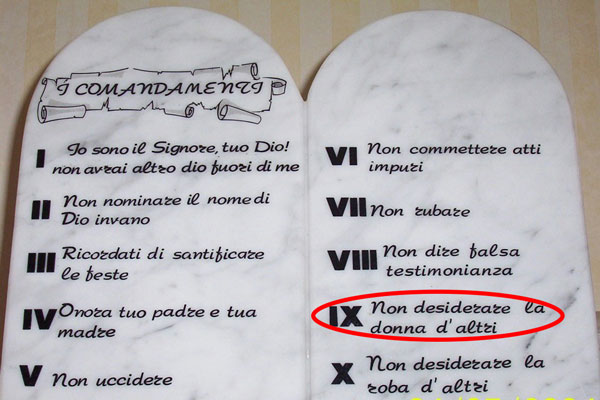 I COMANDAMENTI
I Io sono il Signore, tuo Dio!
non avrai altro dio fuori di me
II Non nominare il nome di
Dio invano
III Ricordati di santificare
le feste
IV Onora tuo padre e tua
madre
V Non uccidere
VI Non commettere atti
impuri
VII Non rubare
VIII Non dire falsa
testimonianza
IX Non desiderare la
donna d'altri
X Non desiderare la
roba d'altri